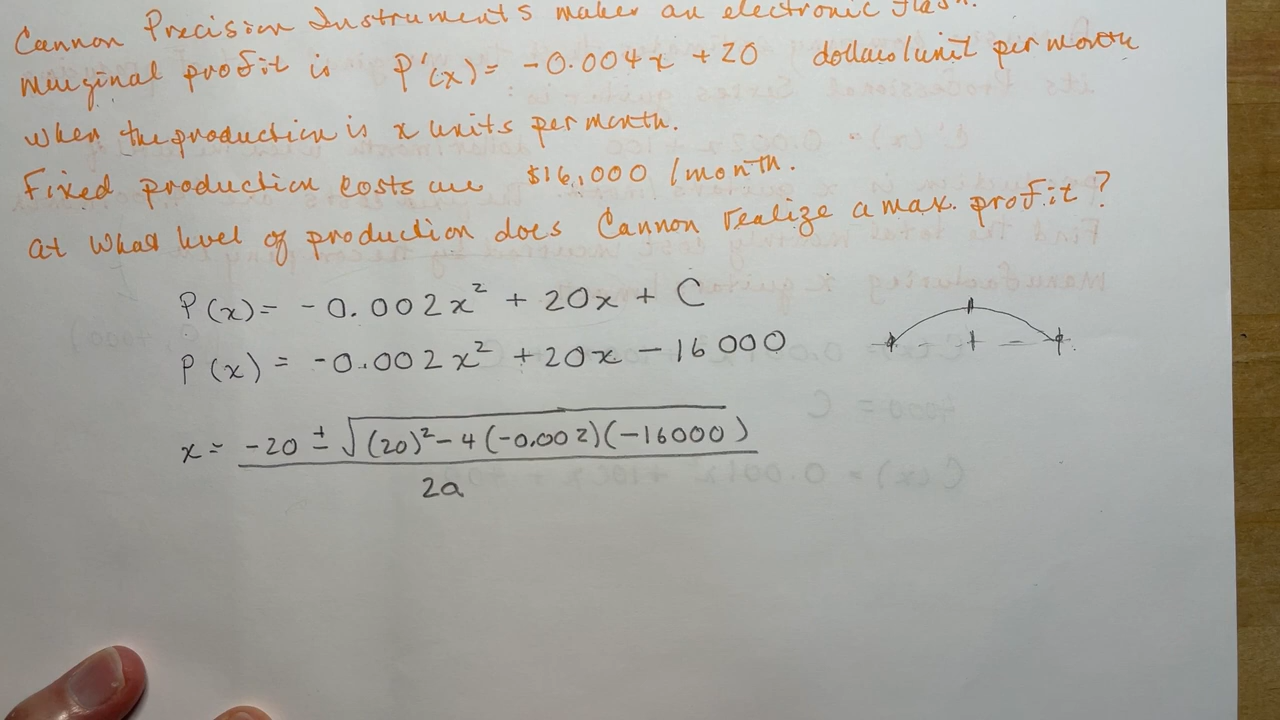 Cannon Precision Instruments makes an electronic flash.
marginal profit is P'(x) = -0.004x + 20 dollars/unit per month
when the production is x units per month.
Fixed production costs are $16,000 /month.
at what level of production does Cannon realize a max. profit?
P(x) = -0.002x² + 20x + C
P(x) = -0.002x² + 20x - 16000
x = -20 ± √(20)² - 4(-0.002)(-16000)
2a